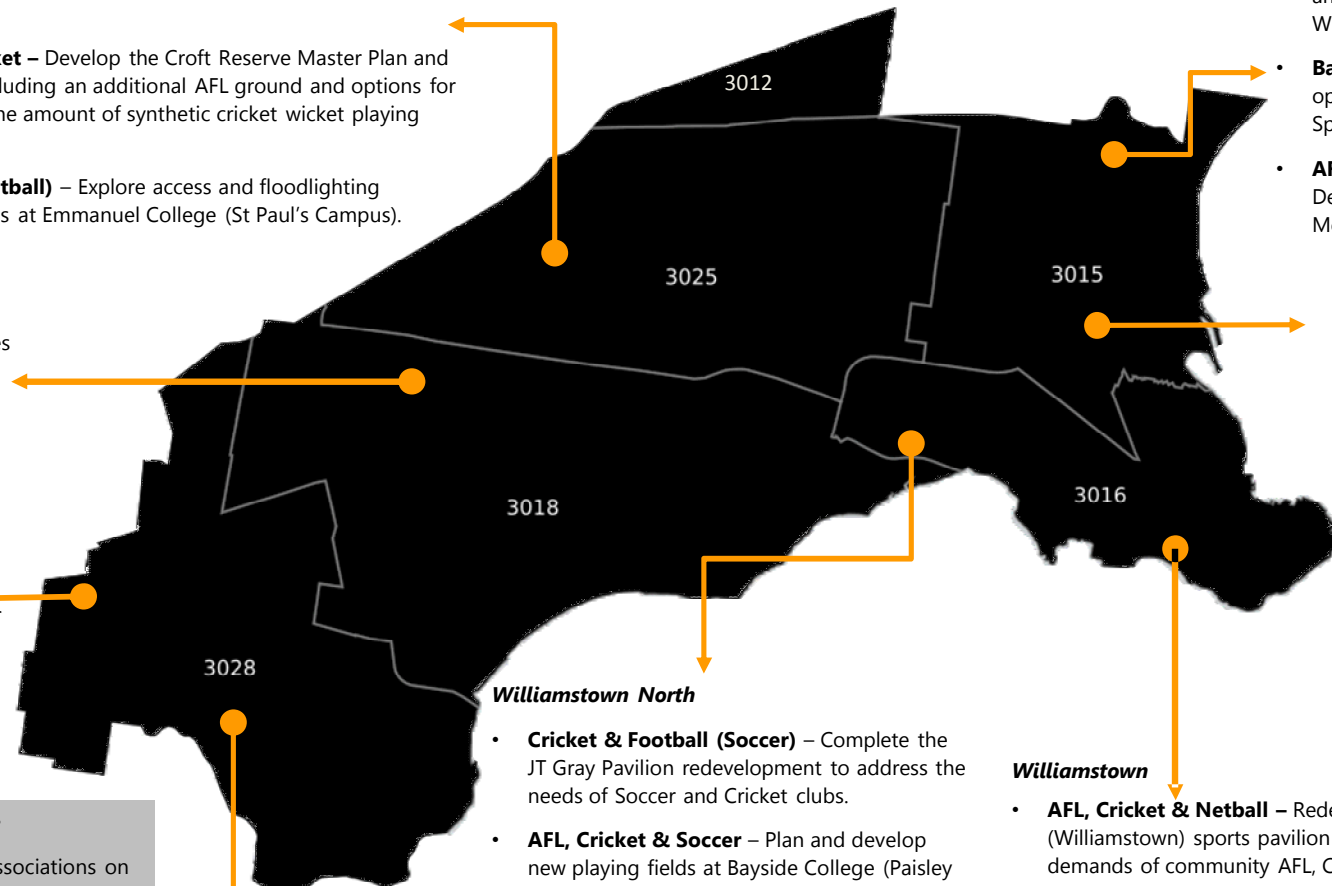 ket – Develop the Croft Reserve Master Plan and
luding an additional AFL ground and options for
he amount of synthetic cricket wicket playing
tball) – Explore access and floodlighting
s at Emmanuel College (St Paul's Campus).
es
3012
3025
3015
3018
3016
3028
an
W
• Ba
op
Sp
• AF
De
Me
Williamstown North
• Cricket & Football (Soccer) – Complete the
JT Gray Pavilion redevelopment to address the
needs of Soccer and Cricket clubs.
• AFL, Cricket & Soccer – Plan and develop
new playing fields at Bayside College (Paisley
Williamstown
• AFL, Cricket & Netball – Rede
(Williamstown) sports pavilion
demands of community AFL, C
ssociations on